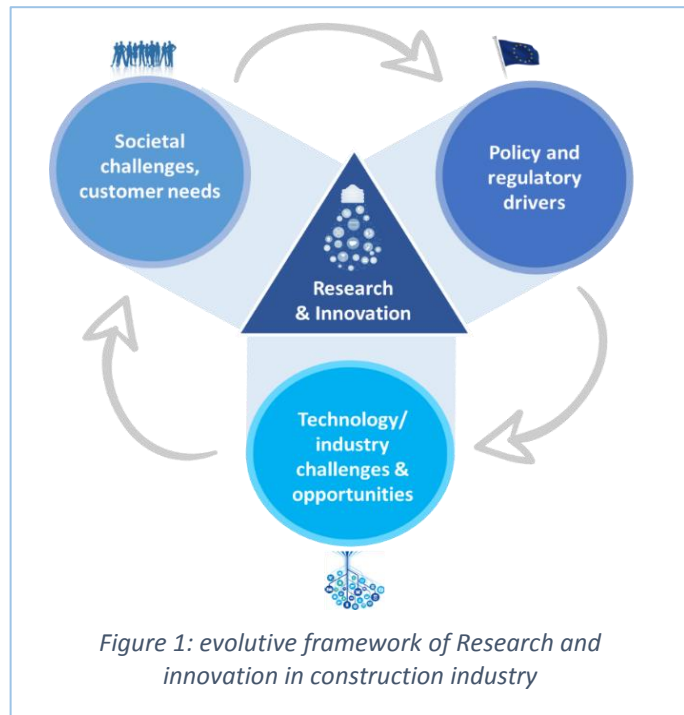 Societal
challenges,
customer needs
Policy and
regulatory
drivers
Research
& Innovation
Technology/
industry
challenges &
opportunities
Figure 1: evolutive framework of Research and
innovation in construction industry